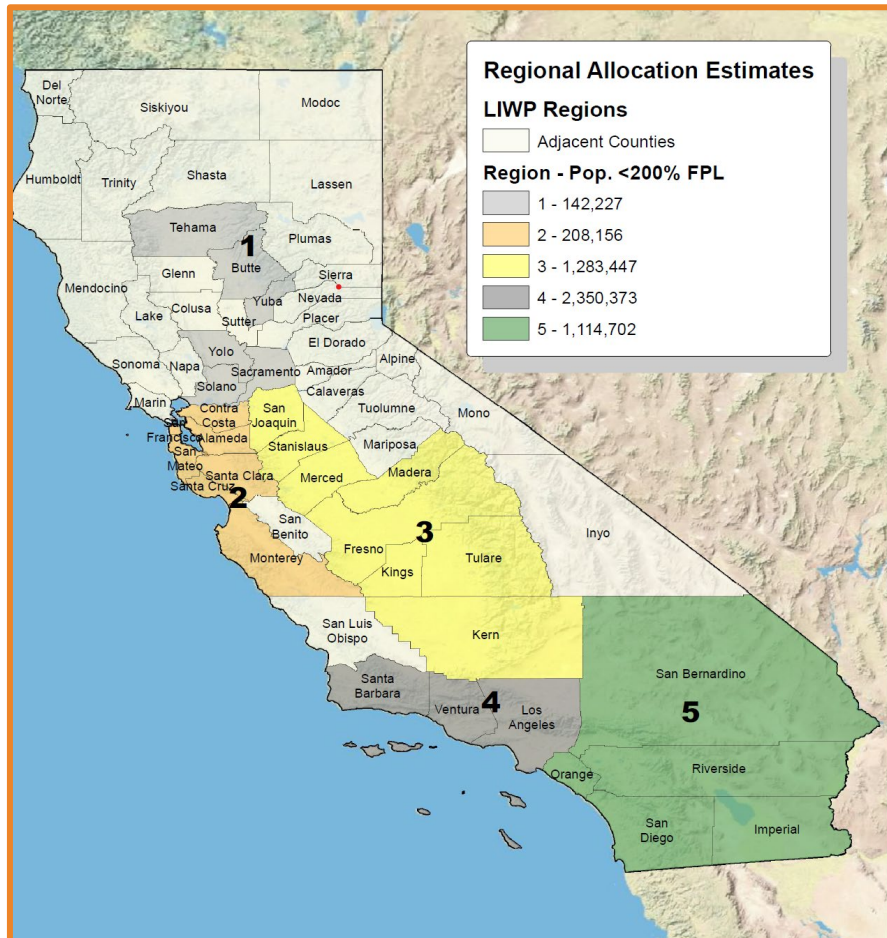 Regional Allocation Estimates
LIWP Regions
Adjacent Counties
Region - Pop. <200% FPL
1 - 142,227
2 - 208,156
3 - 1,283,447
4 - 2,350,373
5 - 1,114,702
Del
Norte
Siskiyou
Modoc
Humboldt
Trinity
Shasta
Lassen
Tehama
1
Plumas
Butte
Glenn
Sierra
Mendocino
Nevada
Yuba
Colusa
Lake
Placer
Sutter
El Dorado
Yolo
Alpine
Sonoma
Napa
Sacramento
Amador
Solano
Calaveras
Marin
Contra
Costa
San
Joaquin
Tuolumne
Mono
San
Francisco
Alameda
Stanislaus
Mariposa
San
Mateo
Santa Clara
Merced
Madera
Santa Cruz
2
San
Benito
3
Inyo
Fresno
Monterey
Tulare
Kings
San Luis
Obispo
Kern
Santa
Barbara
San Bernardino
4
Ventura
Los
Angeles
5
Orange
Riverside
San
Diego
Imperial